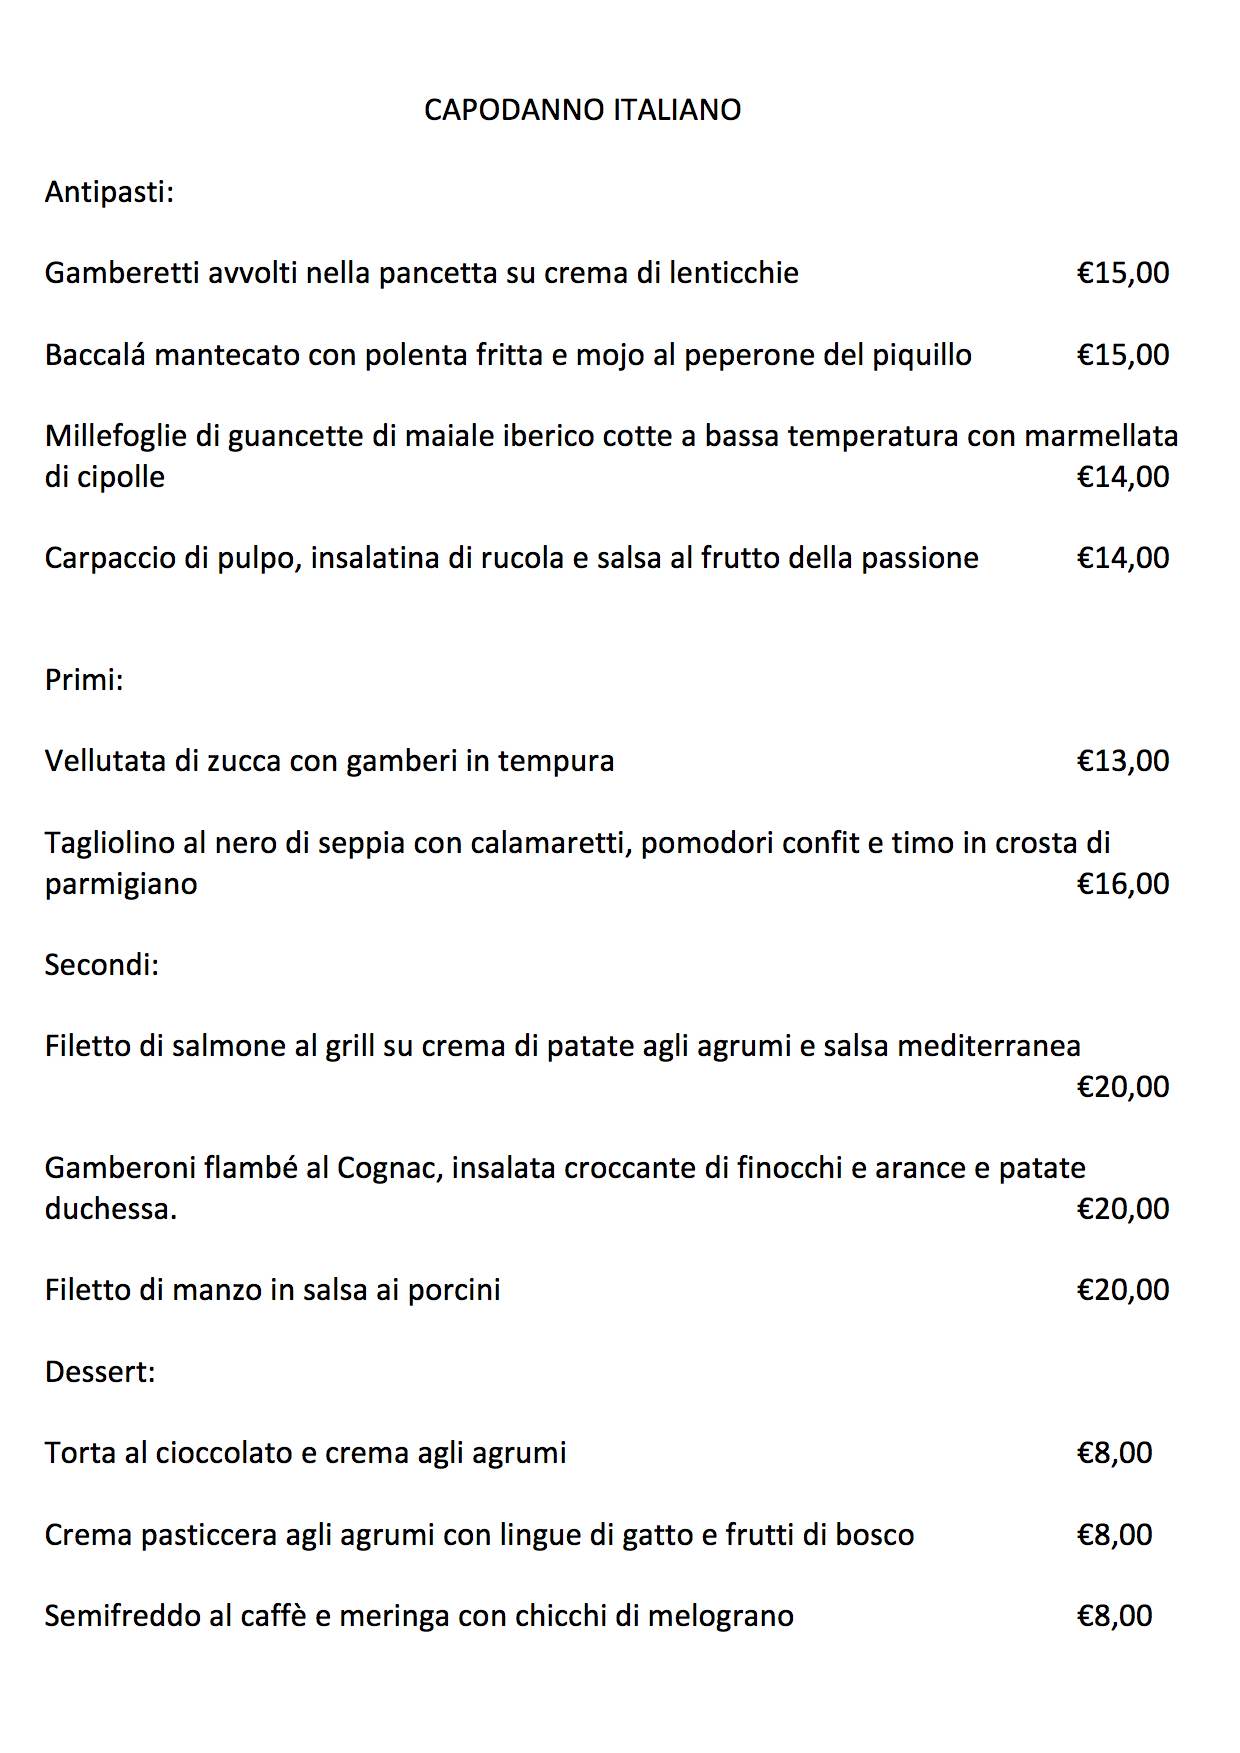 CAPODANNO ITALIANO
Antipasti:
Gamberetti avvolti nella pancetta su crema di lenticchie €15,00
Baccalá mantecato con polenta fritta e mojo al peperone del piquillo €15,00
Millefoglie di guancette di maiale iberico cotte a bassa temperatura con marmellata
di cipolle €14,00
Carpaccio di pulpo, insalatina di rucola e salsa al frutto della passione €14,00
Primi:
Vellutata di zucca con gamberi in tempura €13,00
Tagliolino al nero di seppia con calamaretti, pomodori confit e timo in crosta di
parmigiano €16,00
Secondi:
Filetto di salmone al grill su crema di patate agli agrumi e salsa mediterranea
€20,00
Gamberoni flambé al Cognac, insalata croccante di finocchi e arance e patate
duchessa. €20,00
Filetto di manzo in salsa ai porcini €20,00
Dessert:
Torta al cioccolato e crema agli agrumi €8,00
Crema pasticcera agli agrumi con lingue di gatto e frutti di bosco €8,00
Semifreddo al caffè e meringa con chicchi di melograno €8,00